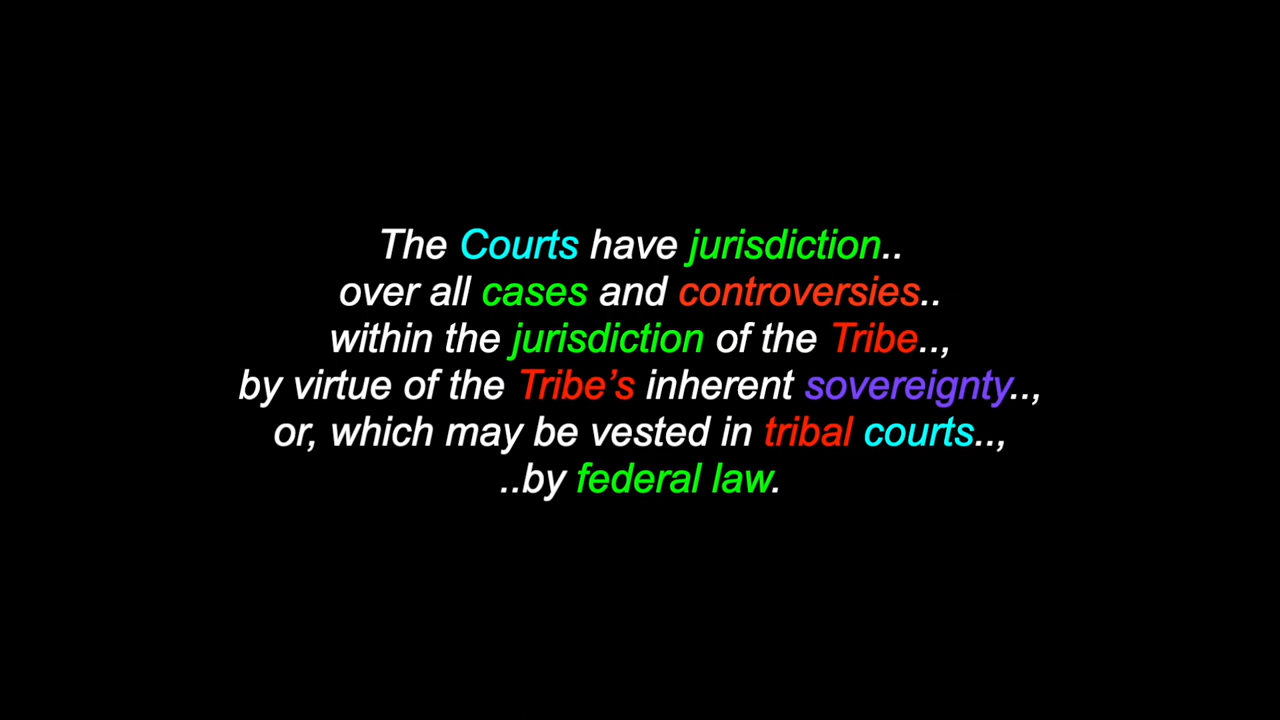 The Courts have jurisdiction..
over all cases and controversies..
within the jurisdiction of the Tribe..,
by virtue of the Tribe’s inherent sovereignty..,
or, which may be vested in tribal courts..,
..by federal law.